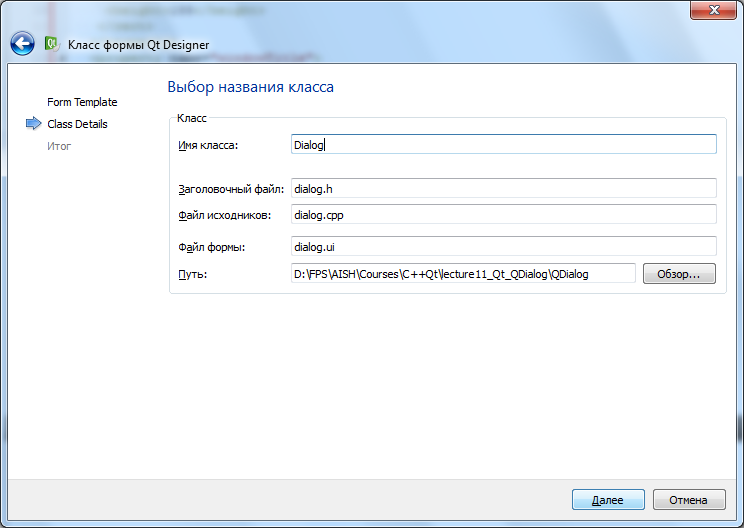 Класс формы Qt Designer
Выбор названия класса
Form Template
Class Details
Итог
Класс
Имя класса: Dialog
Заголовочный файл: dialog.h
Файл исходников: dialog.cpp
Файл формы: dialog.ui
Путь: D:\FPS\AISH\Courses\C++Qt\lecture11_Qt_QDialog\QDialog Обзор...
Далее Отмена